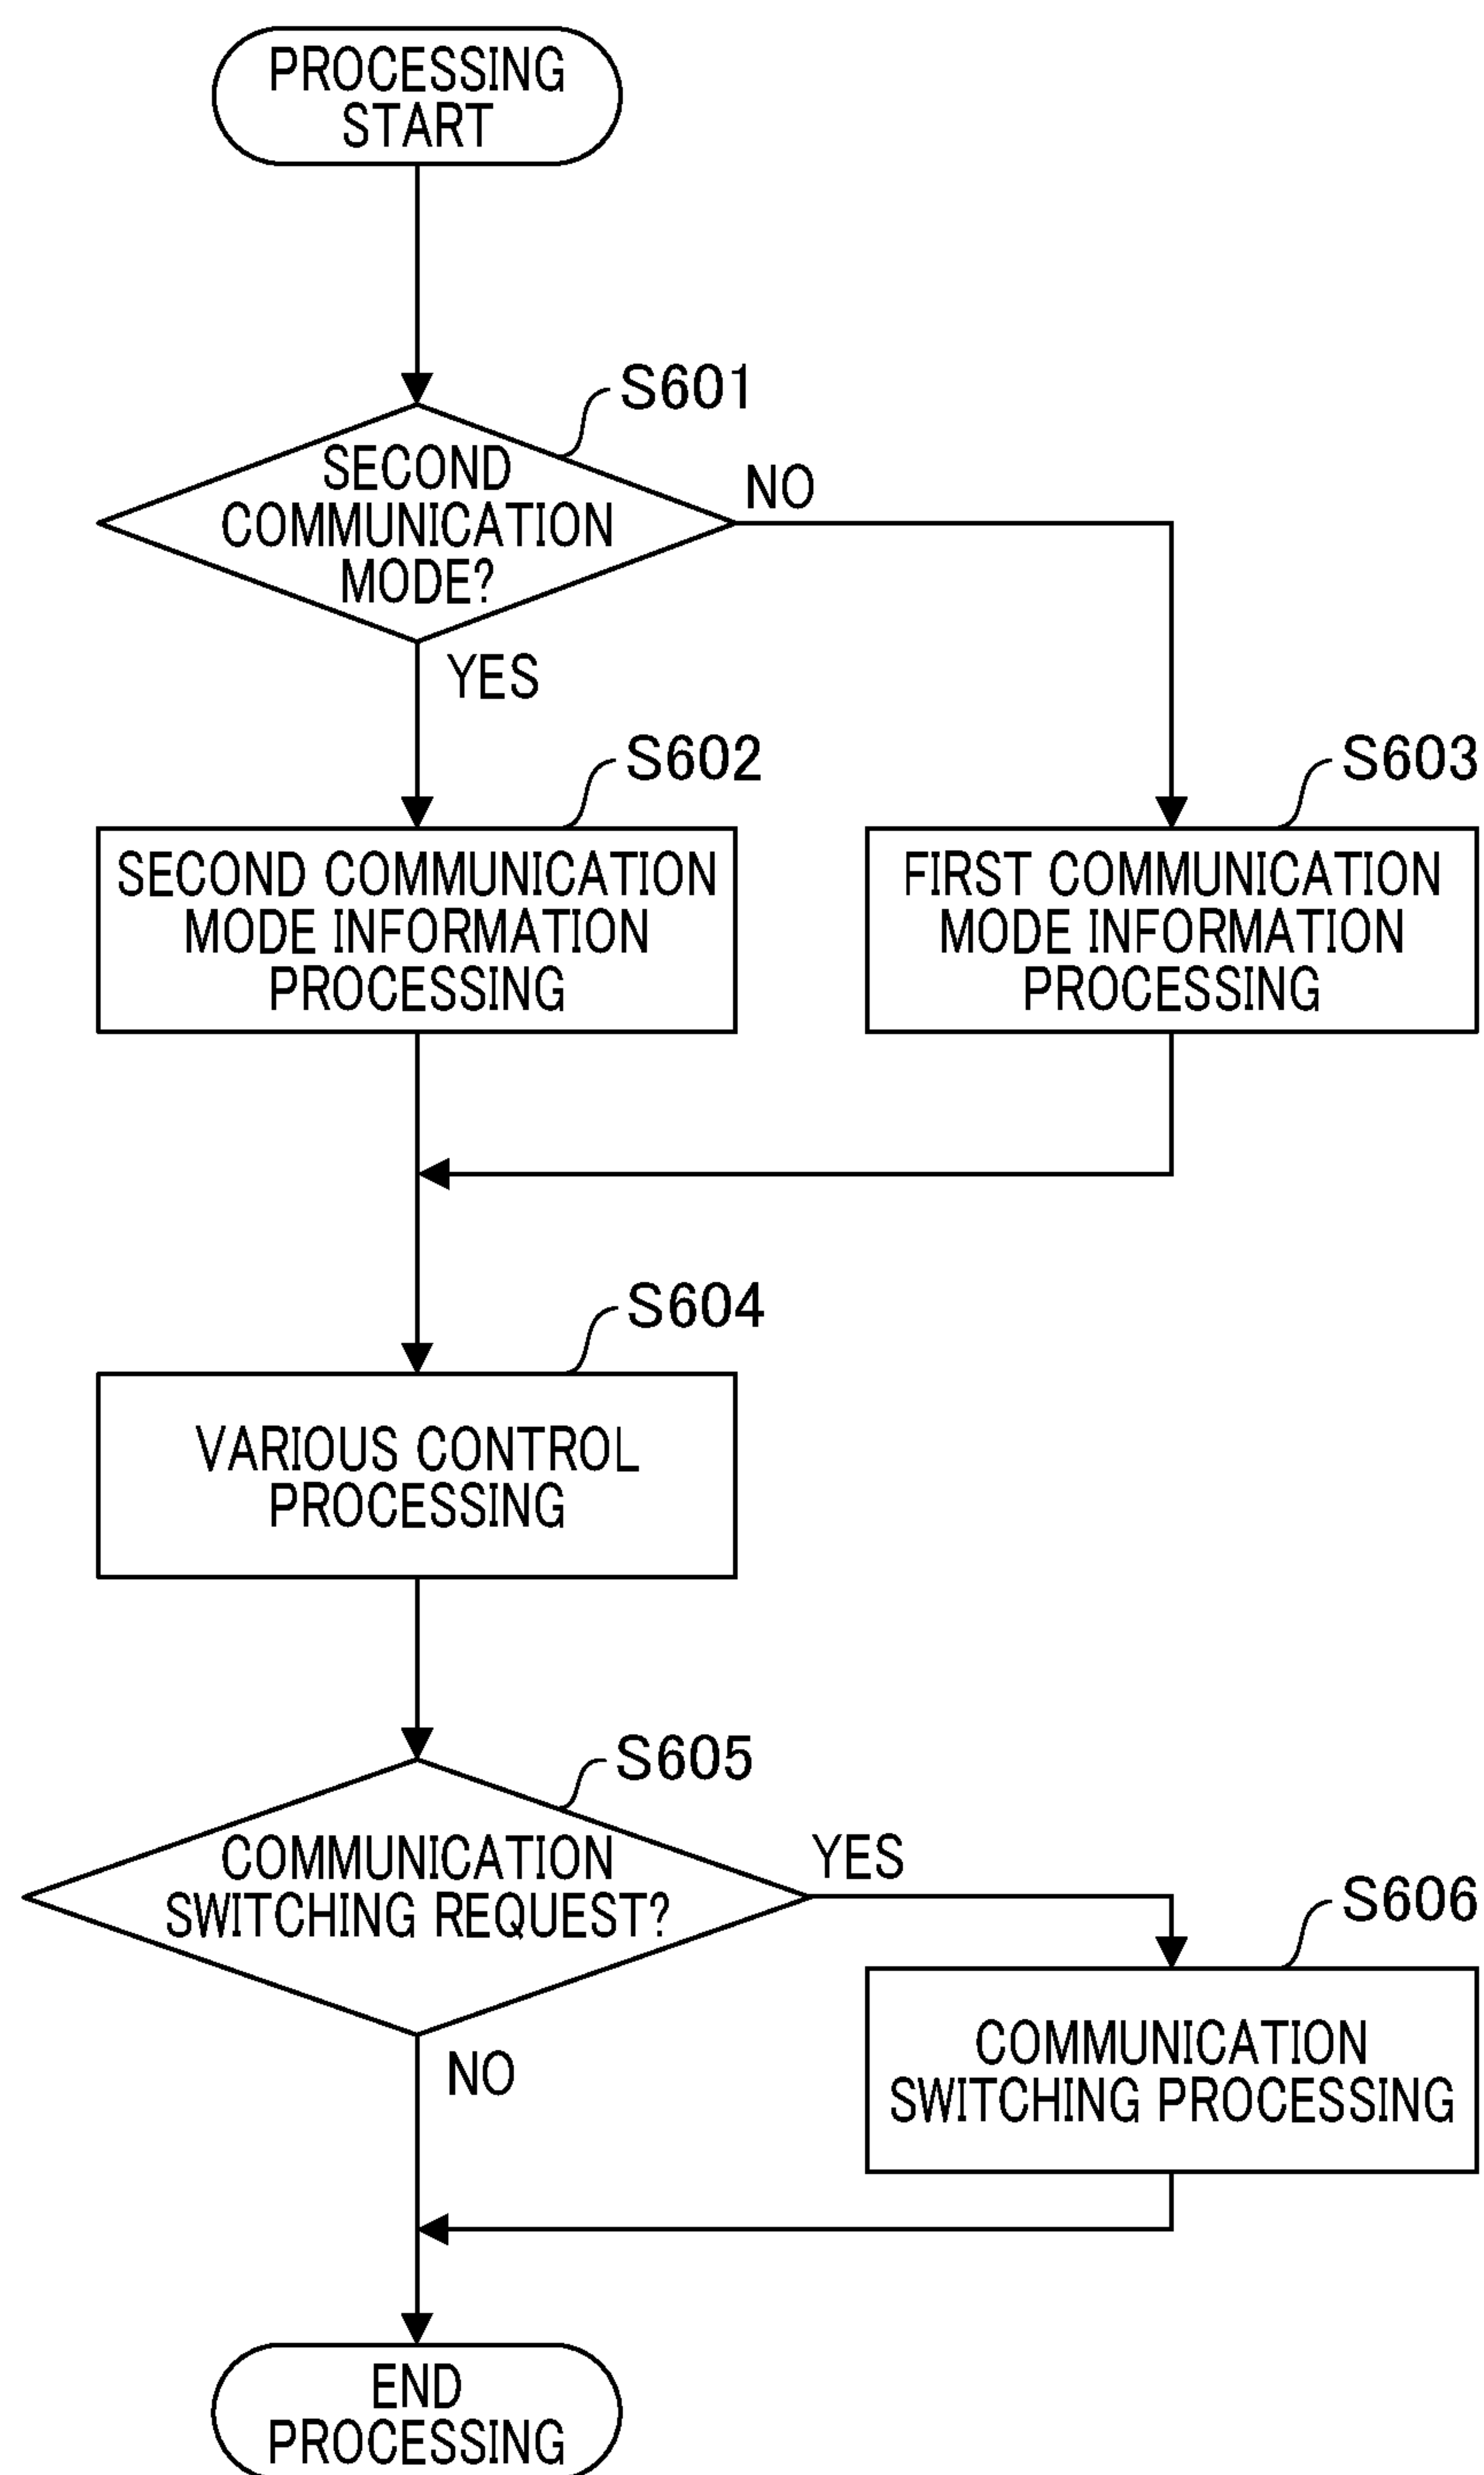 PROCESSING
START
S601
SECOND
COMMUNICATION
MODE?
NO
YES
S602
SECOND COMMUNICATION
MODE INFORMATION
PROCESSING
S603
FIRST COMMUNICATION
MODE INFORMATION
PROCESSING
S604
VARIOUS CONTROL
PROCESSING
S605
COMMUNICATION
SWITCHING REQUEST?
YES
NO
S606
COMMUNICATION
SWITCHING PROCESSING
END
PROCESSING